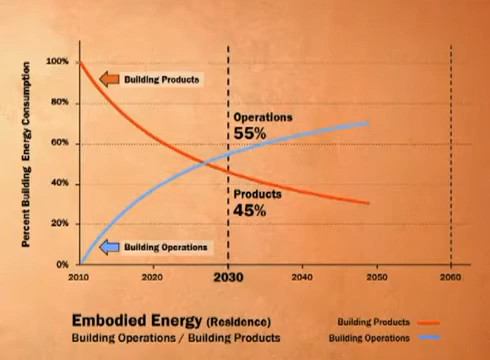 Percent Building Energy Consumption
100%
80%
60%
40%
20%
0%
Building Products
Operations
55%
Products
45%
Building Operations
2010
2020
2030
2040
2050
2060
Embodied Energy (Residence)
Building Operations / Building Products
Building Products
Building Operations